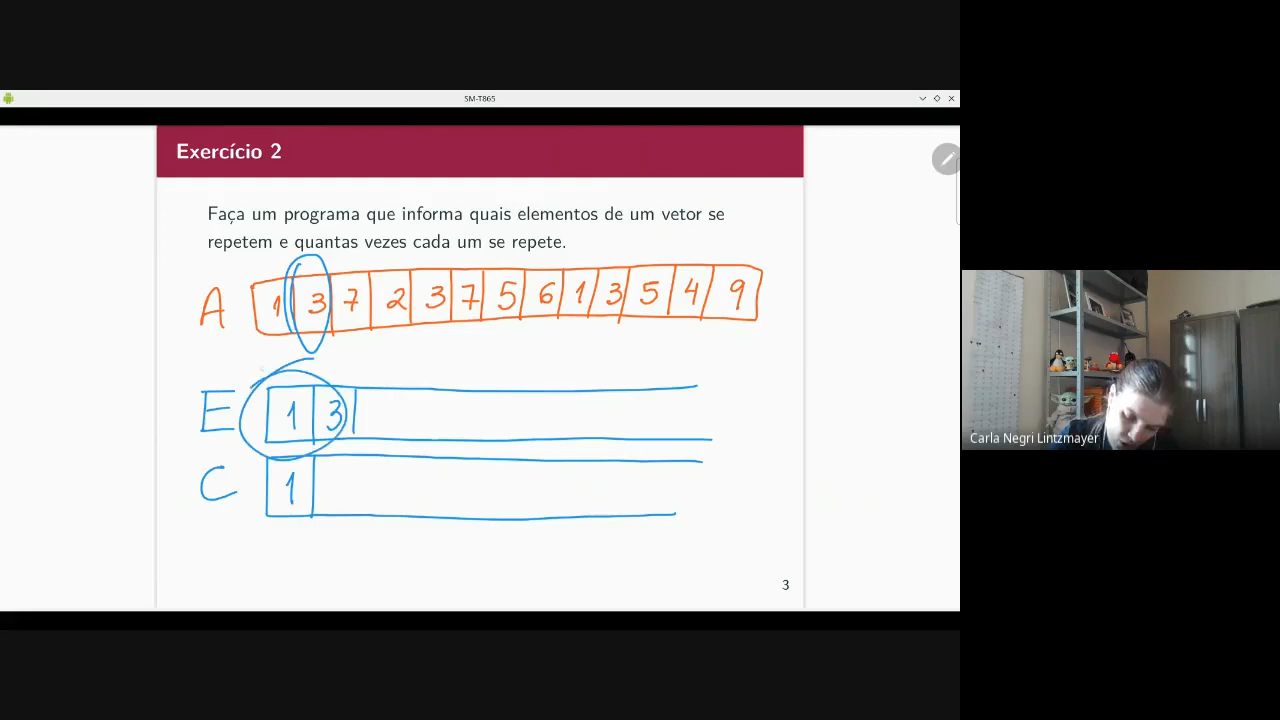 SM-T865
Exercício 2
Faça um programa que informa quais elementos de um vetor se
repetem e quantas vezes cada um se repete.
A 1 3 7 2 3 7 5 6 1 3 5 4 9
E 1 3
C 1
3
Carla Negri Lintzmayer